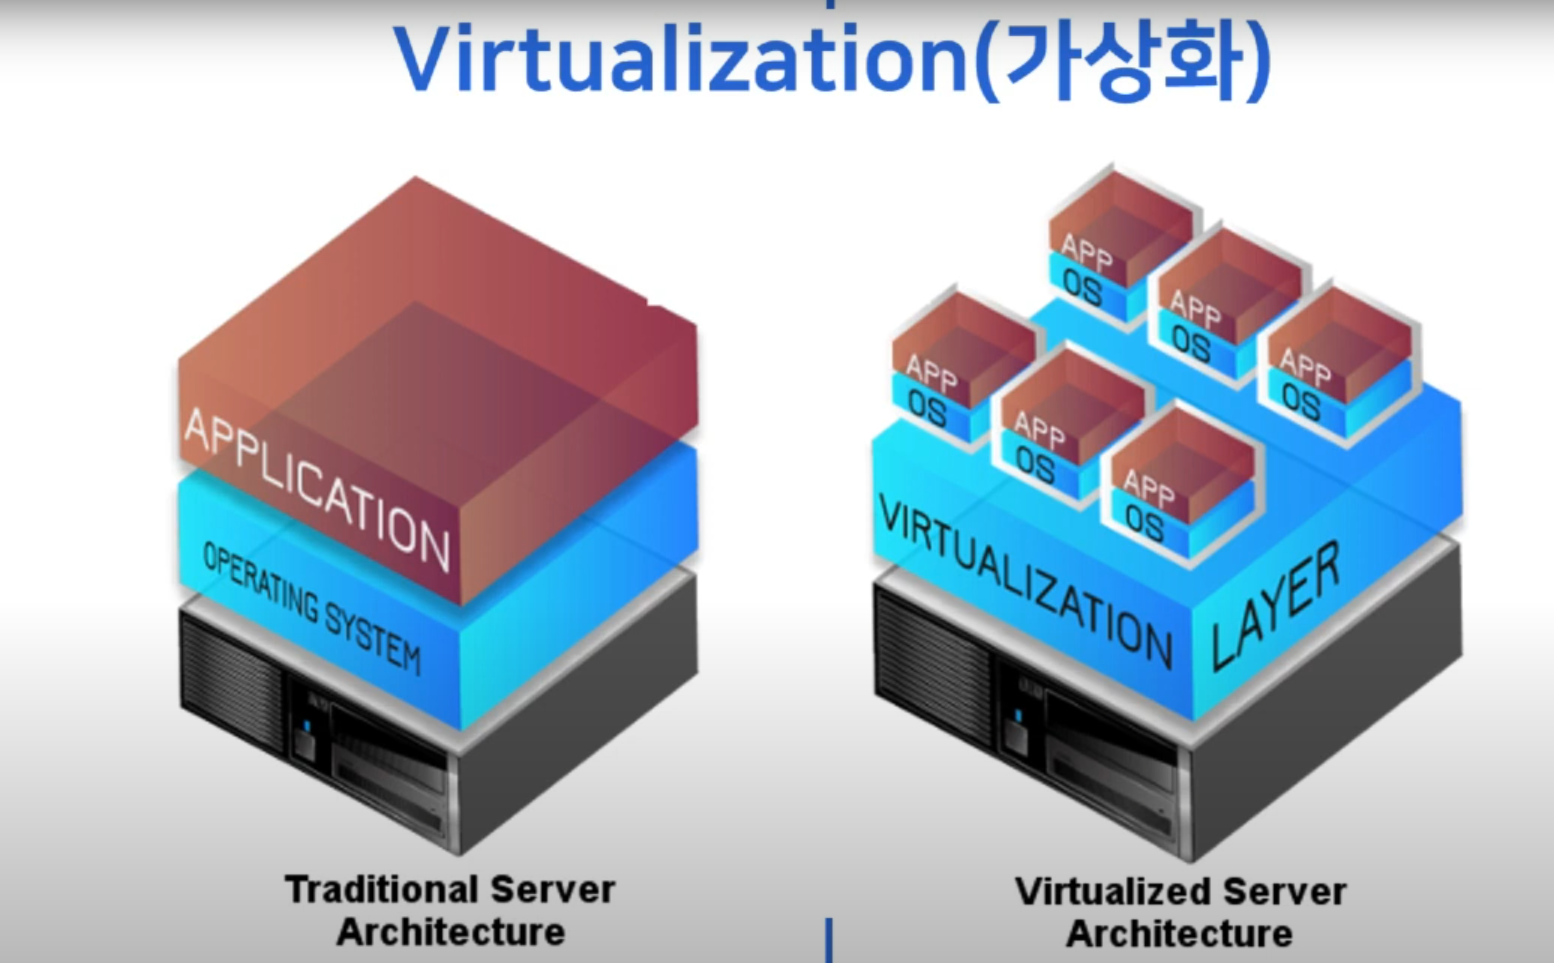 Virtualization(가상화)
APPLICATION
OPERATING SYSTEM
Traditional Server
Architecture
APP
OS
APP
OS
APP
OS
APP
OS
APP
OS
APP
OS
VIRTUALIZATION LAYER
Virtualized Server
Architecture